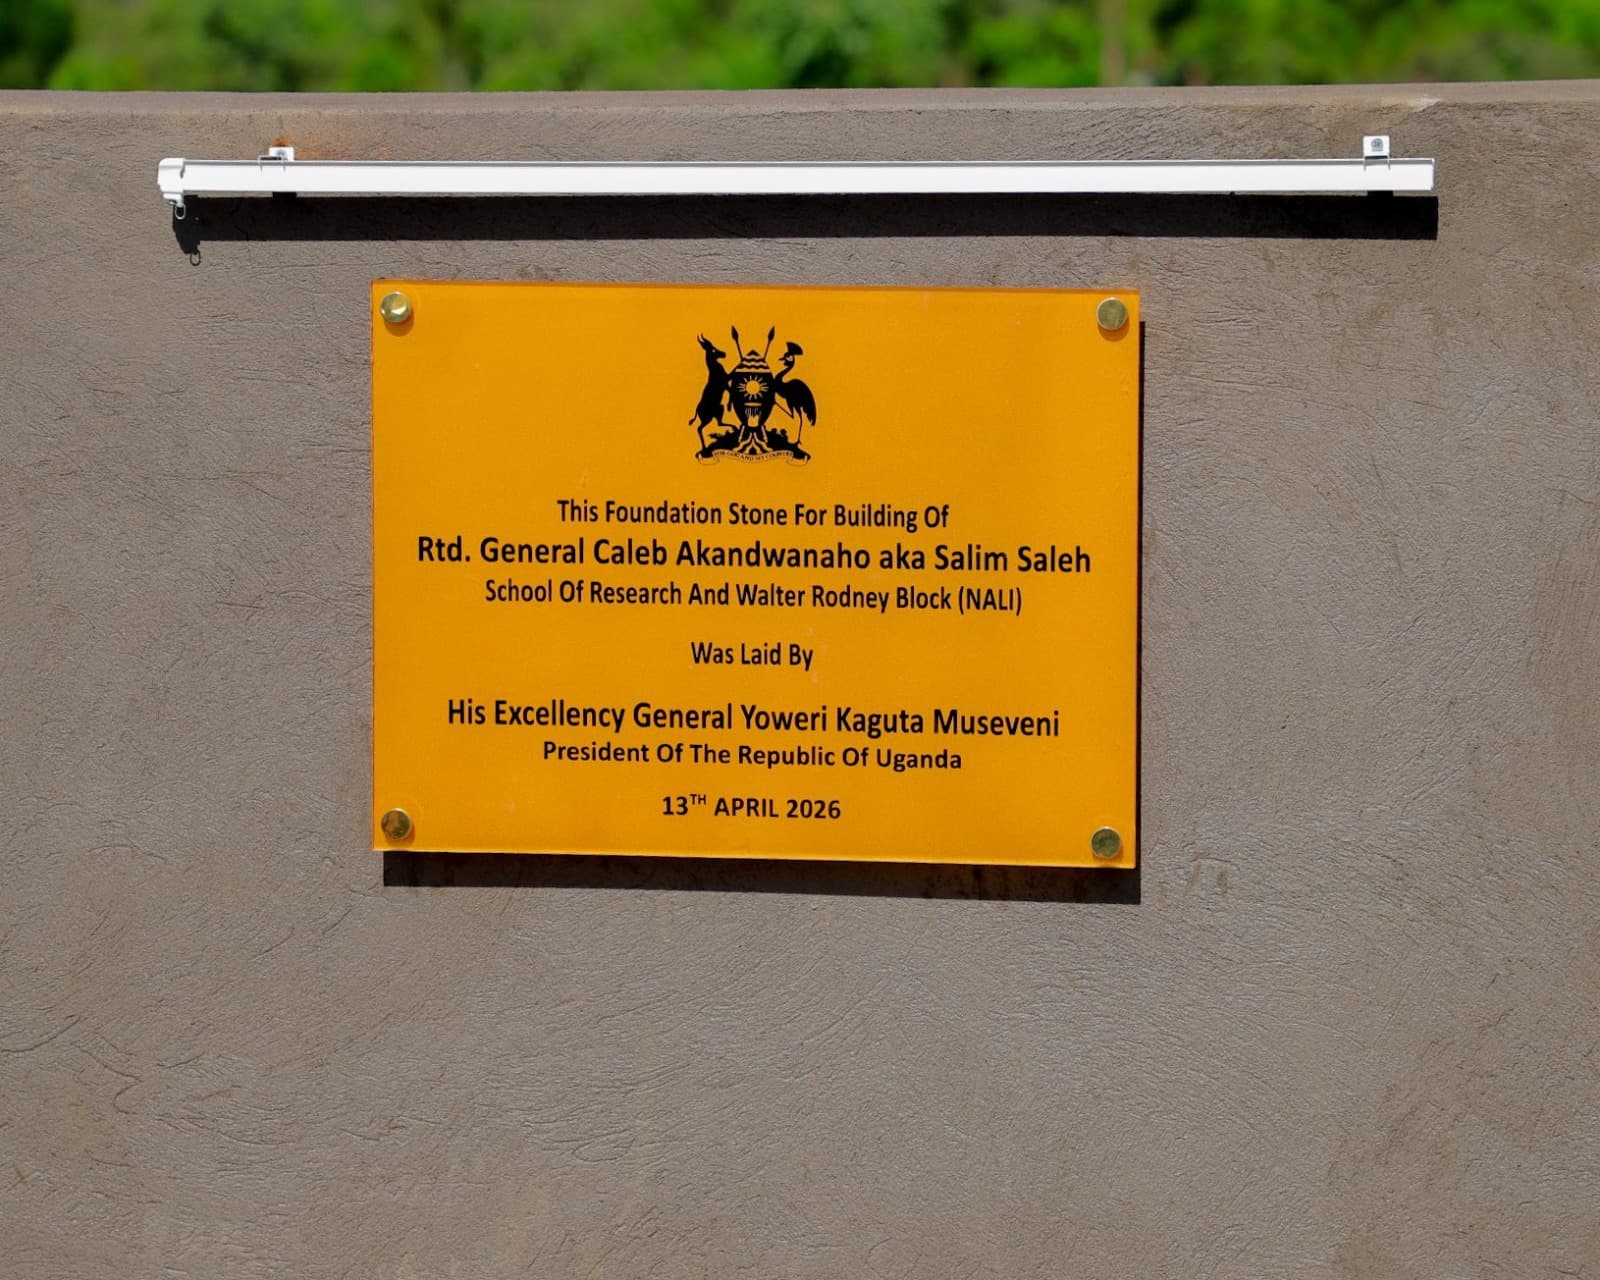 This Foundation Stone For Building Of
Rtd. General Caleb Akandwanaho aka Salim Saleh
School Of Research And Walter Rodney Block (NALI)
Was Laid By
His Excellency General Yoweri Kaguta Museveni
President Of The Republic Of Uganda
13TH APRIL 2026